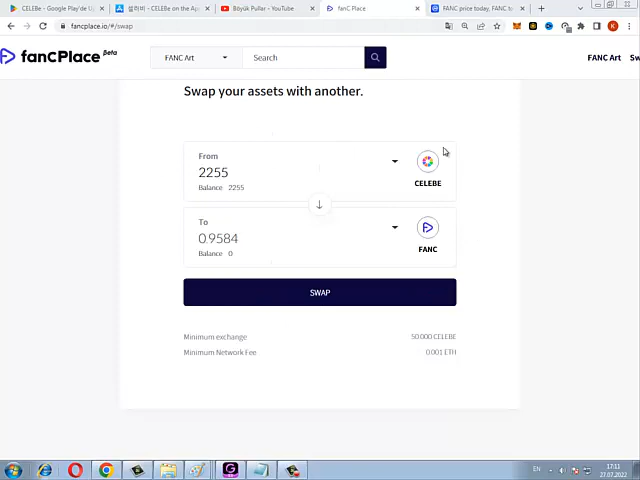 CELEBe - Google Play'de Uy
셀러비 - CELEBe on the Ap
Böyük Pullar - YouTube
fanC Place
FANC price today, FANC to
fancplace.io/#/swap
K
fanCPlace Beta
FANC Art
Search
FANC Art
Sw
Swap your assets with another.
From
2255
Balance 2255
CELEBE
To
0.9584
Balance 0
FANC
SWAP
Minimum exchange
50.000 CELEBE
Minimum Network Fee
0.001 ETH
EN
17:11
27.07.2022